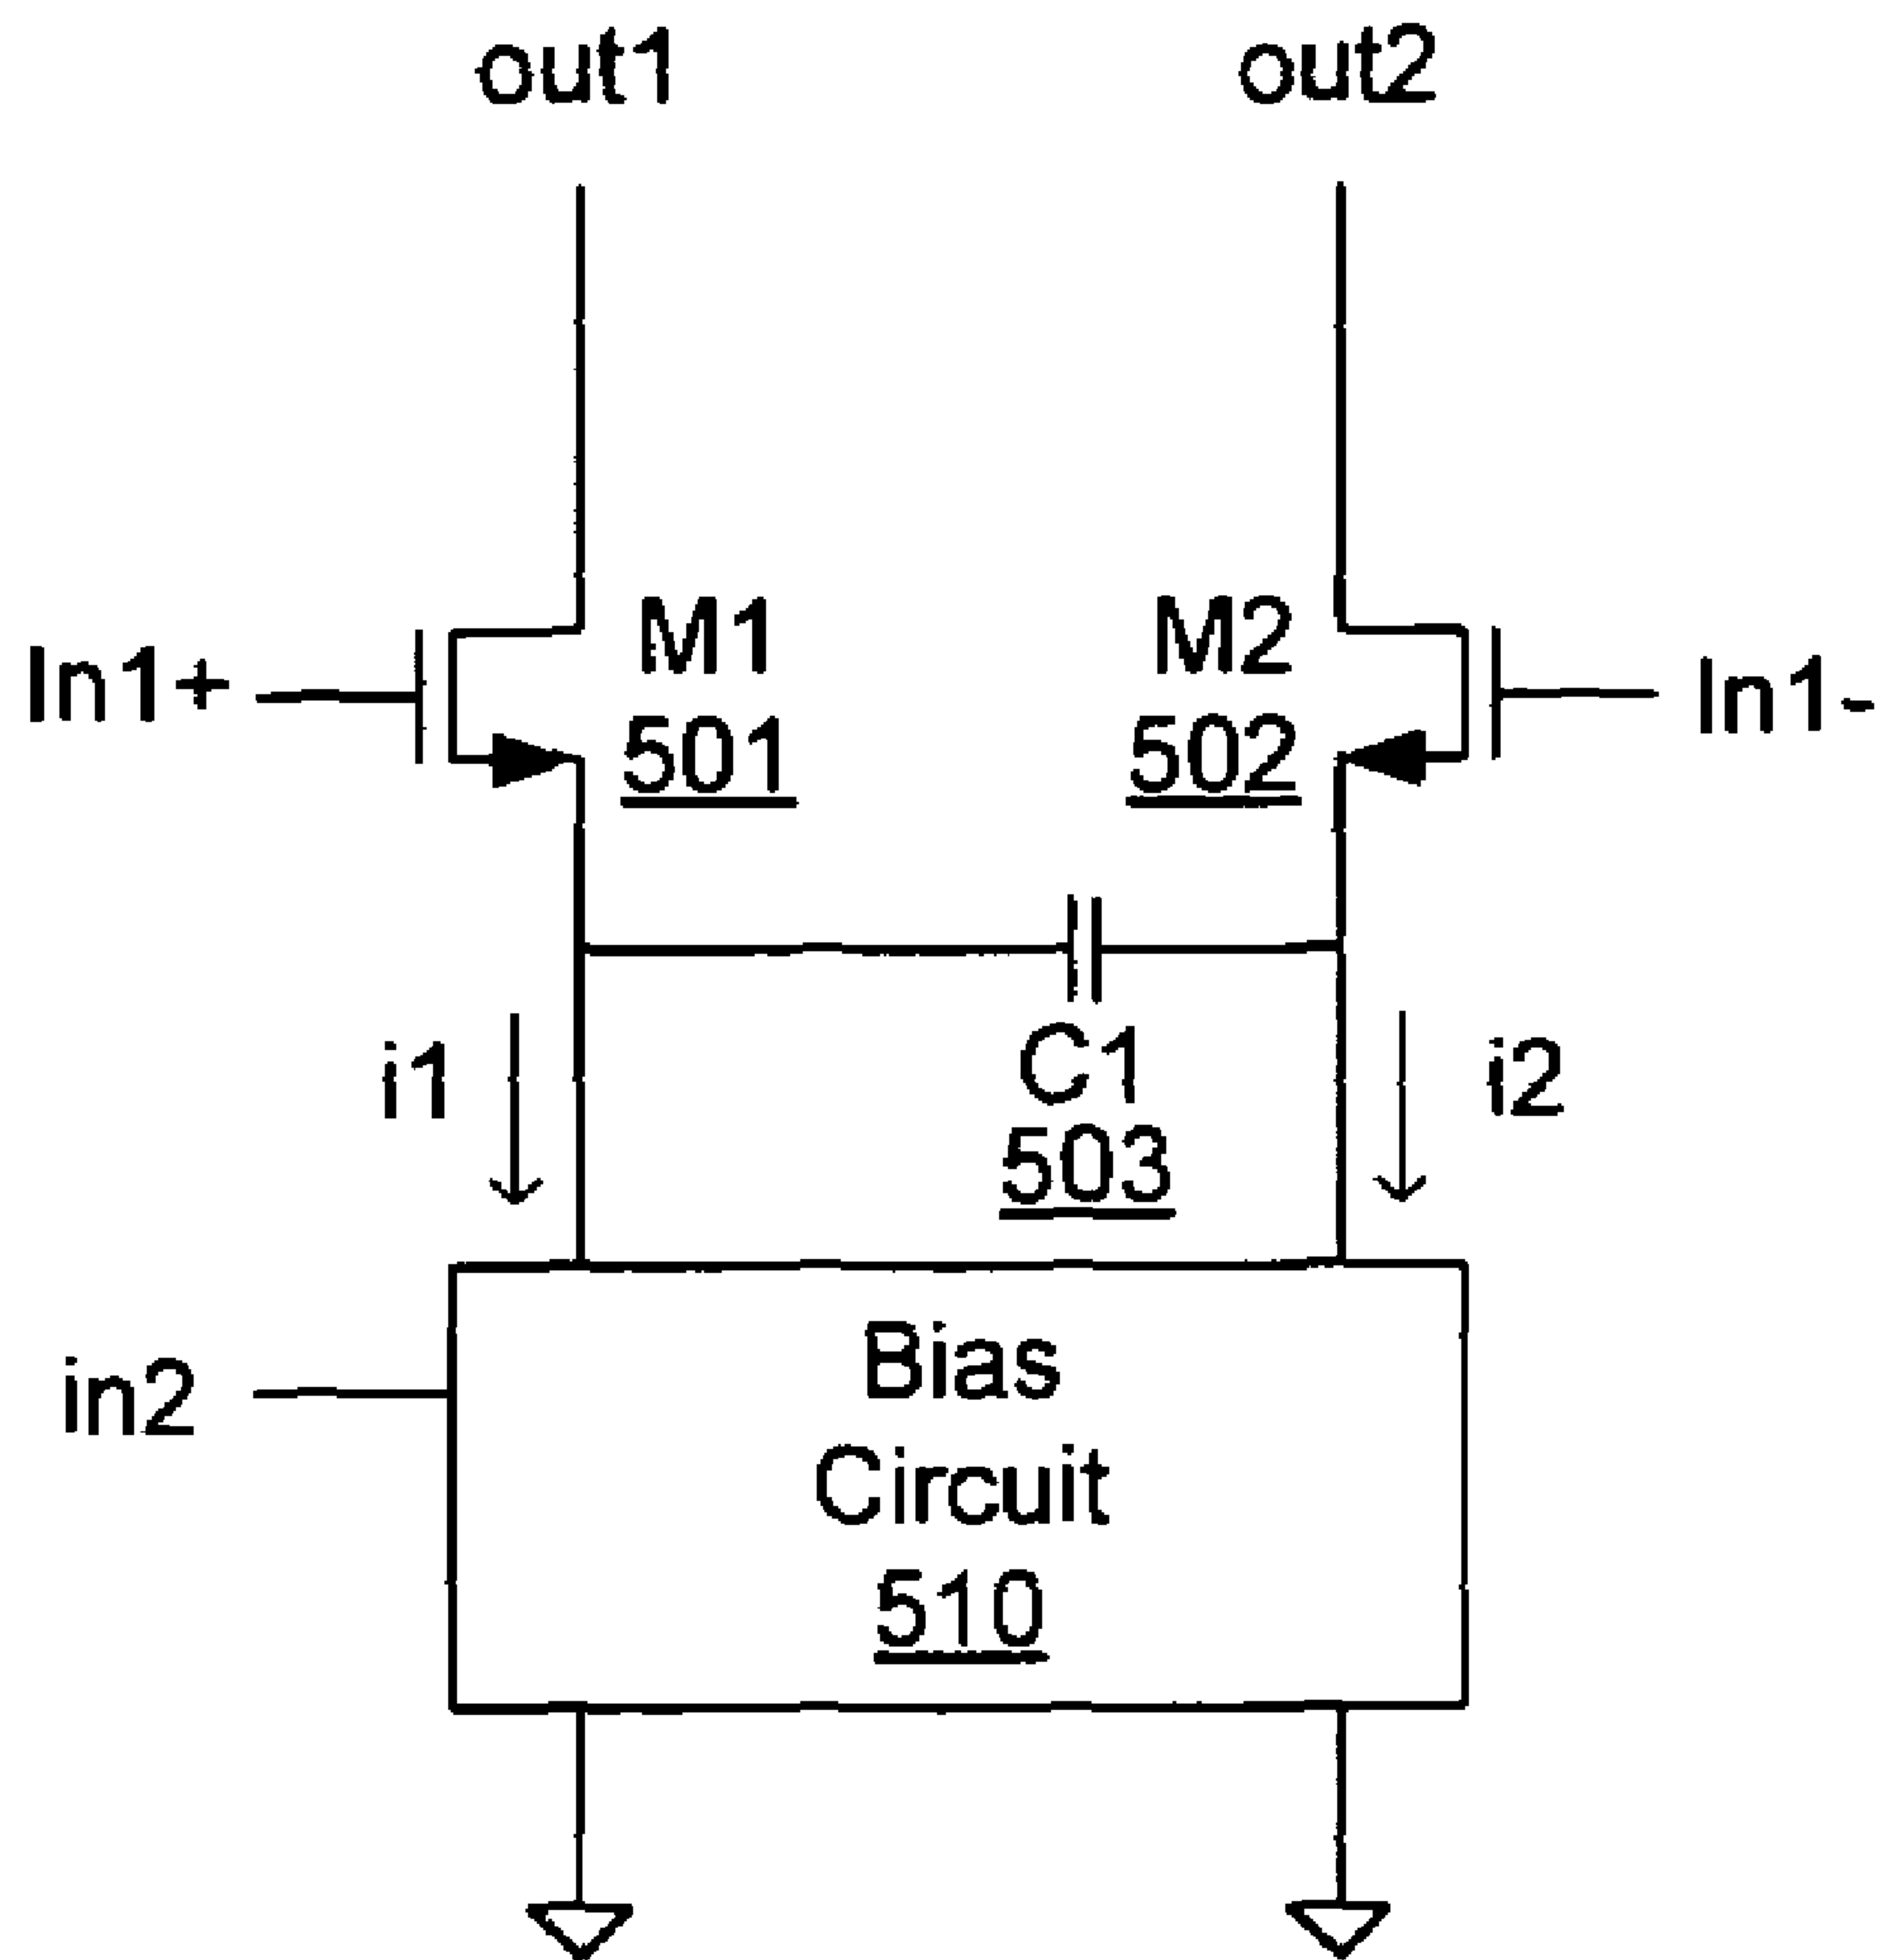 out1
out2
M1
M2
In1+
In1-
501
502
i1
C1
i2
503
Bias
in2
Circuit
510